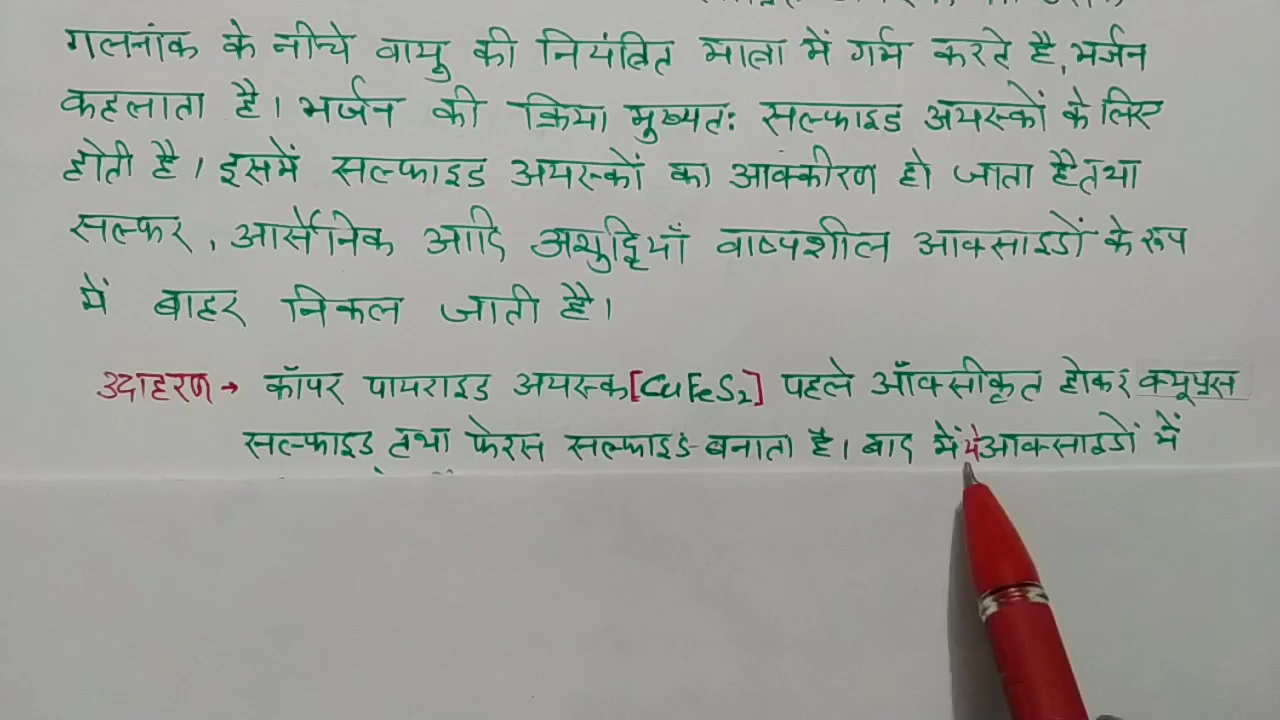 गलनांक के नीचे वायु की नियंत्रित मात्रा में गर्म करते है, भर्जन
कहलाता है। भर्जन की क्रिया मुख्यतः सल्फाइड अयस्कों के लिए
होती है। इसमें सल्फाइड अयस्कों का आक्कीरण हो जाता है तथा
सल्फर, आर्सेनिक आदि अशुद्धियाँ वाष्पशील आक्साइडों के रूप
में बाहर निकल जाती है।
उदाहरण → कॉपर पायराइड अयस्क [CuFeS2] पहले ऑक्सीकृत होकर क्यूप्रस
सल्फाइड तथा फेरस सल्फाइड बनाता है। बाद में ये आक्साइडों में